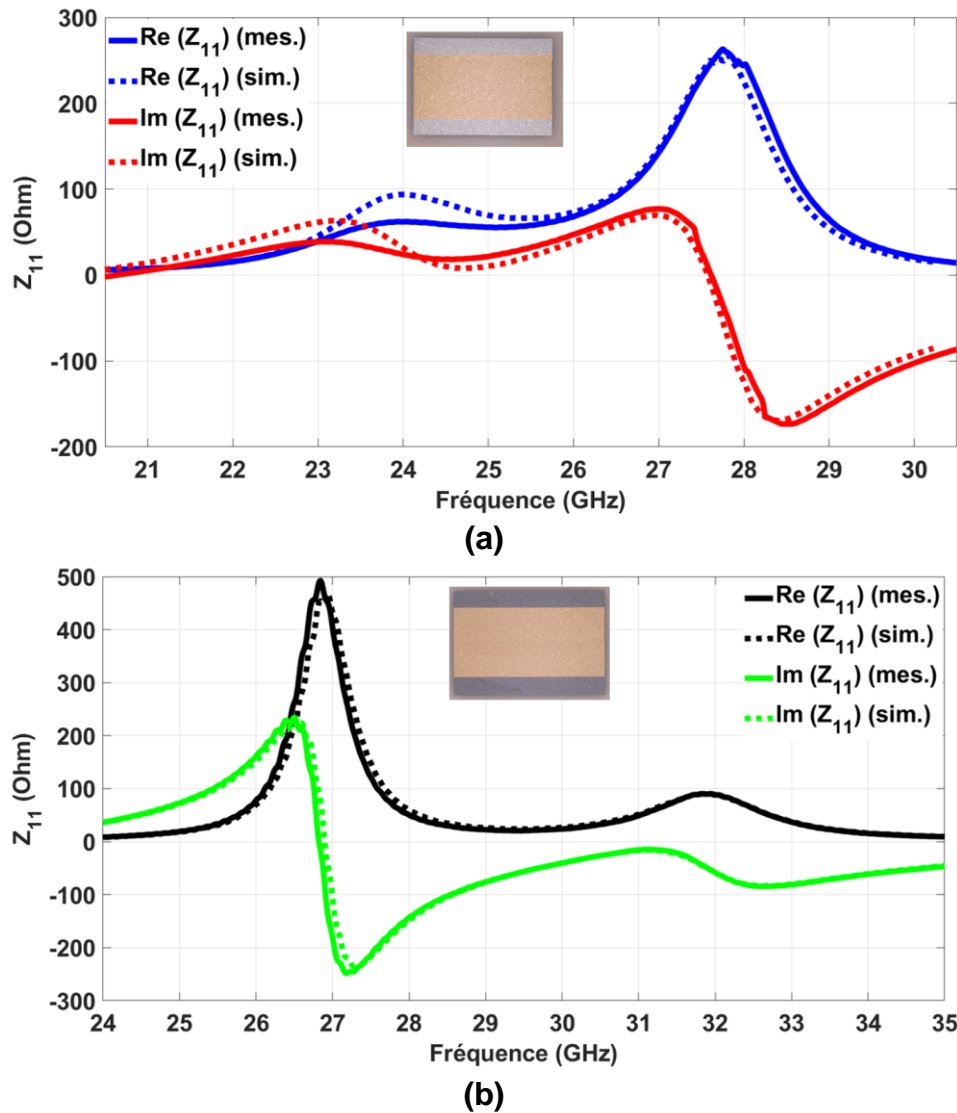 300
200
100
0
-100
-200
Z11 (Ohm)
Re (Z11) (mes.)
Re (Z11) (sim.)
Im (Z11) (mes.)
Im (Z11) (sim.)
21 22 23 24 25 26 27 28 29 30
Fréquence (GHz)
(a)
500
400
300
200
100
0
-100
-200
-300
Z11 (Ohm)
Re (Z11) (mes.)
Re (Z11) (sim.)
Im (Z11) (mes.)
Im (Z11) (sim.)
24 25 26 27 28 29 30 31 32 33 34 35
Fréquence (GHz)
(b)